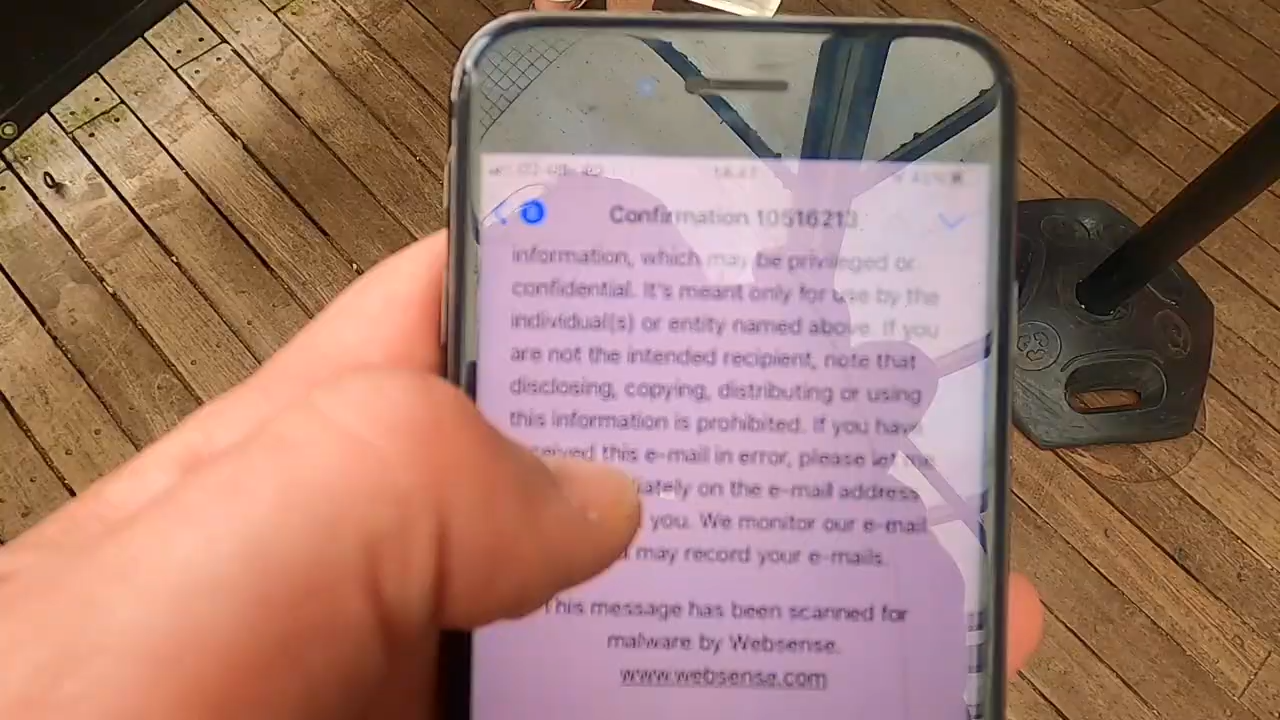 Confirmation 10516213
information, which may be privileged or
confidential. It's meant only for use by the
individual(s) or entity named above. If you
are not the intended recipient, note that
disclosing, copying, distributing or using
this information is prohibited. If you have
this e-mail in error, please let me
on the e-mail address
you. We monitor our e-mail
may record your e-mails.
This message has been scanned for
malware by Websense.
www.websense.com